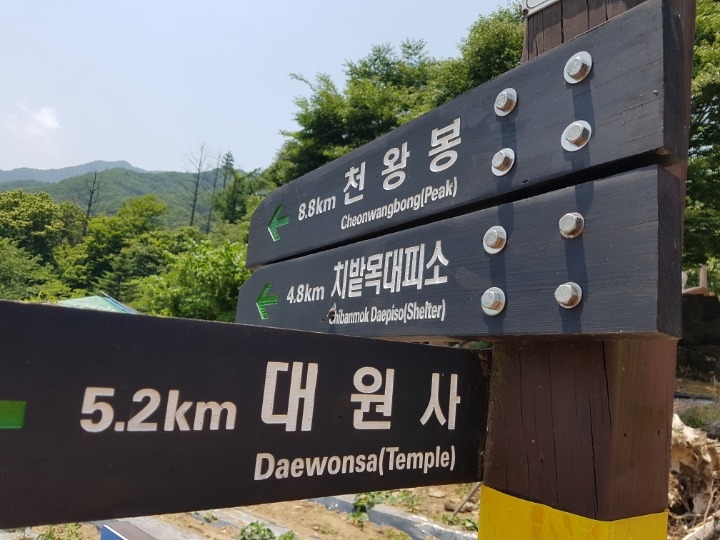 8.8km 천왕봉
Cheonwangbong(Peak)
4.8km 치밭목대피소
Chibanmok Daepiso(Shelter)
5.2km 대원사
Daewonsa(Temple)